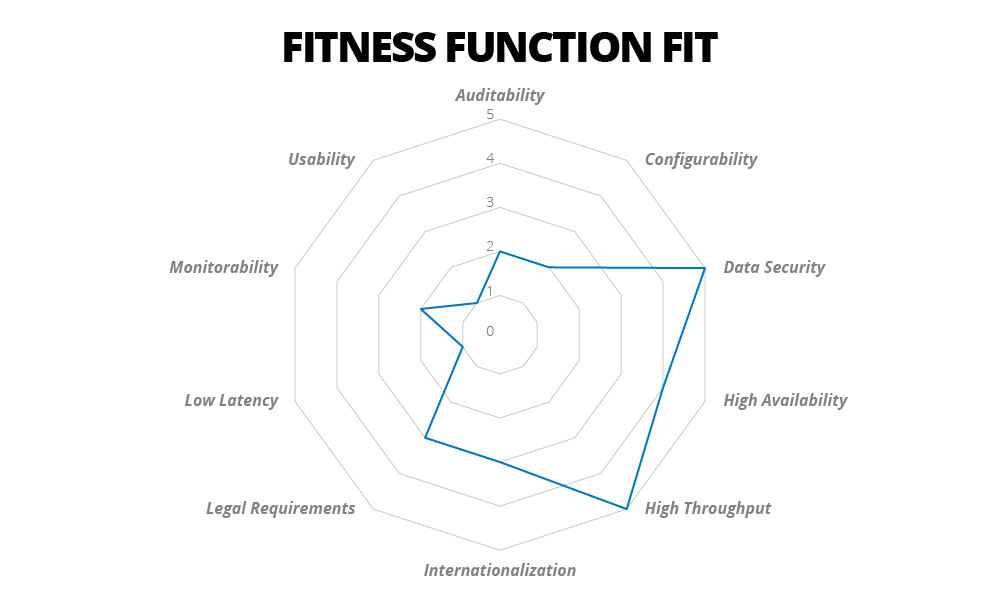 FITNESS FUNCTION FIT
Auditability
5
Usability
Configurability
4
3
2
Monitorability
Data Security
1
0
Low Latency
High Availability
Legal Requirements
High Throughput
Internationalization